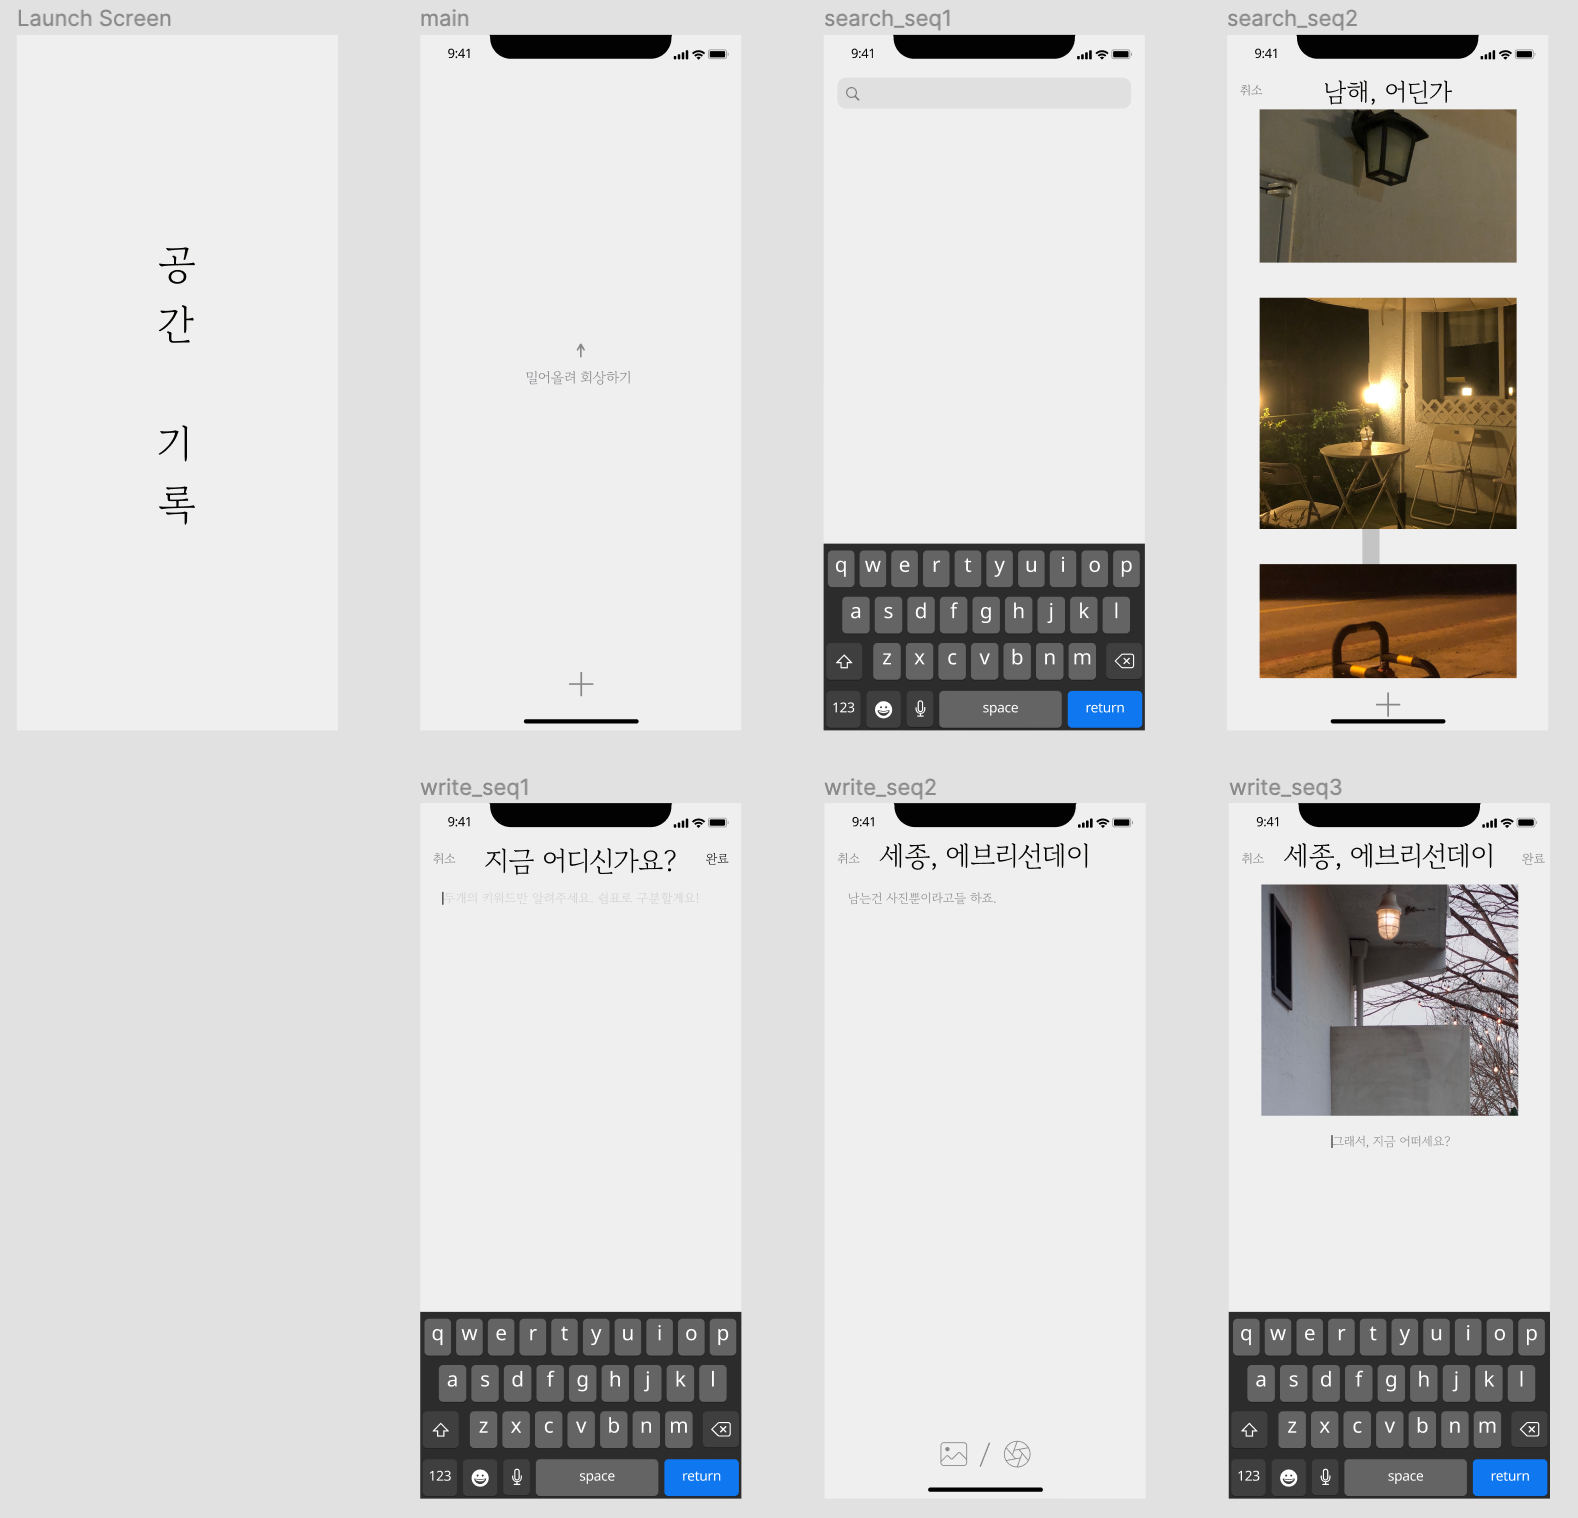 Launch Screen
공
간
기
록
main
9:41
밀어올려 회상하기
search_seq1
9:41
q w e r t y u i o p
a s d f g h j k l
z x c v b n m
123 space return
search_seq2
9:41
취소 남해, 어딘가
write_seq1
9:41
취소 지금 어디신가요? 완료
두개의 키워드만 알려주세요. 쉼표로 구분할게요!
q w e r t y u i o p
a s d f g h j k l
z x c v b n m
123 space return
write_seq2
9:41
취소 세종, 에브리선데이
남는건 사진뿐이라고들 하죠.
/
write_seq3
9:41
취소 세종, 에브리선데이 완료
그래서, 지금 어떠세요?
q w e r t y u i o p
a s d f g h j k l
z x c v b n m
123 space return